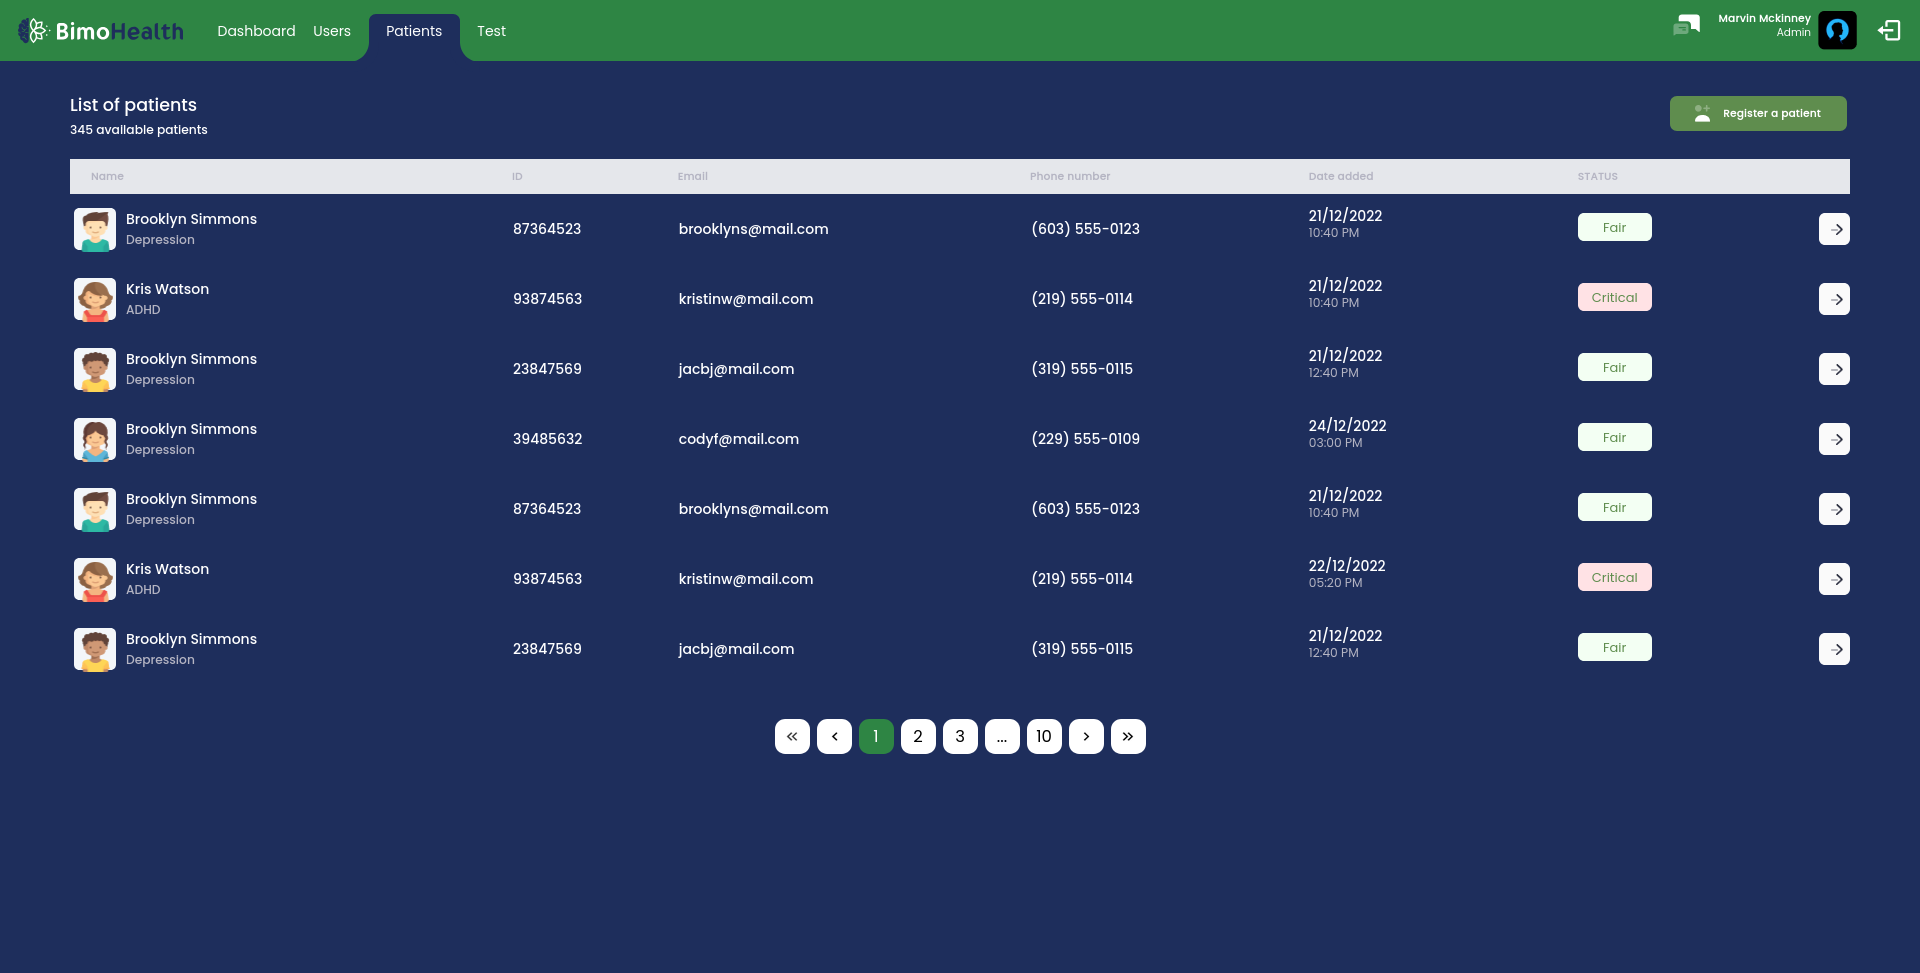 BimoHealth Dashboard Users Patients Test Marvin Mckinney
Admin
List of patients
345 available patients
Register a patient
Name ID Email Phone number Date added STATUS
Brooklyn Simmons 87364523 brooklyns@mail.com (603) 555-0123 21/12/2022 Fair
Depression 10:40 PM
Kris Watson 93874563 kristinw@mail.com (219) 555-0114 21/12/2022 Critical
ADHD 10:40 PM
Brooklyn Simmons 23847569 jacbj@mail.com (319) 555-0115 21/12/2022 Fair
Depression 12:40 PM
Brooklyn Simmons 39485632 codyf@mail.com (229) 555-0109 24/12/2022 Fair
Depression 03:00 PM
Brooklyn Simmons 87364523 brooklyns@mail.com (603) 555-0123 21/12/2022 Fair
Depression 10:40 PM
Kris Watson 93874563 kristinw@mail.com (219) 555-0114 22/12/2022 Critical
ADHD 05:20 PM
Brooklyn Simmons 23847569 jacbj@mail.com (319) 555-0115 21/12/2022 Fair
Depression 12:40 PM
« ‹ 1 2 3 ... 10 › »